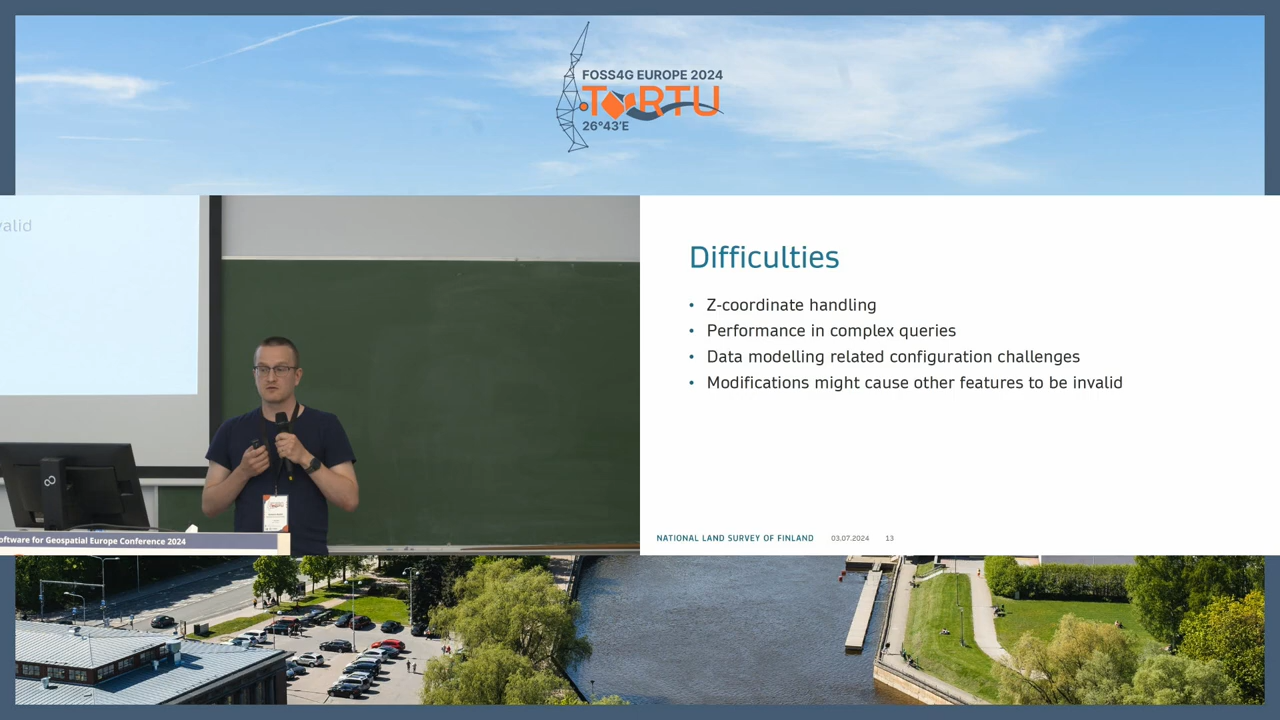 FOSS4G EUROPE 2024
TARTU
26°43'E
valid
Difficulties
• Z-coordinate handling
• Performance in complex queries
• Data modelling related configuration challenges
• Modifications might cause other features to be invalid
NATIONAL LAND SURVEY OF FINLAND 03.07.2024 13
oftware for Geospatial Europe Conference 2024